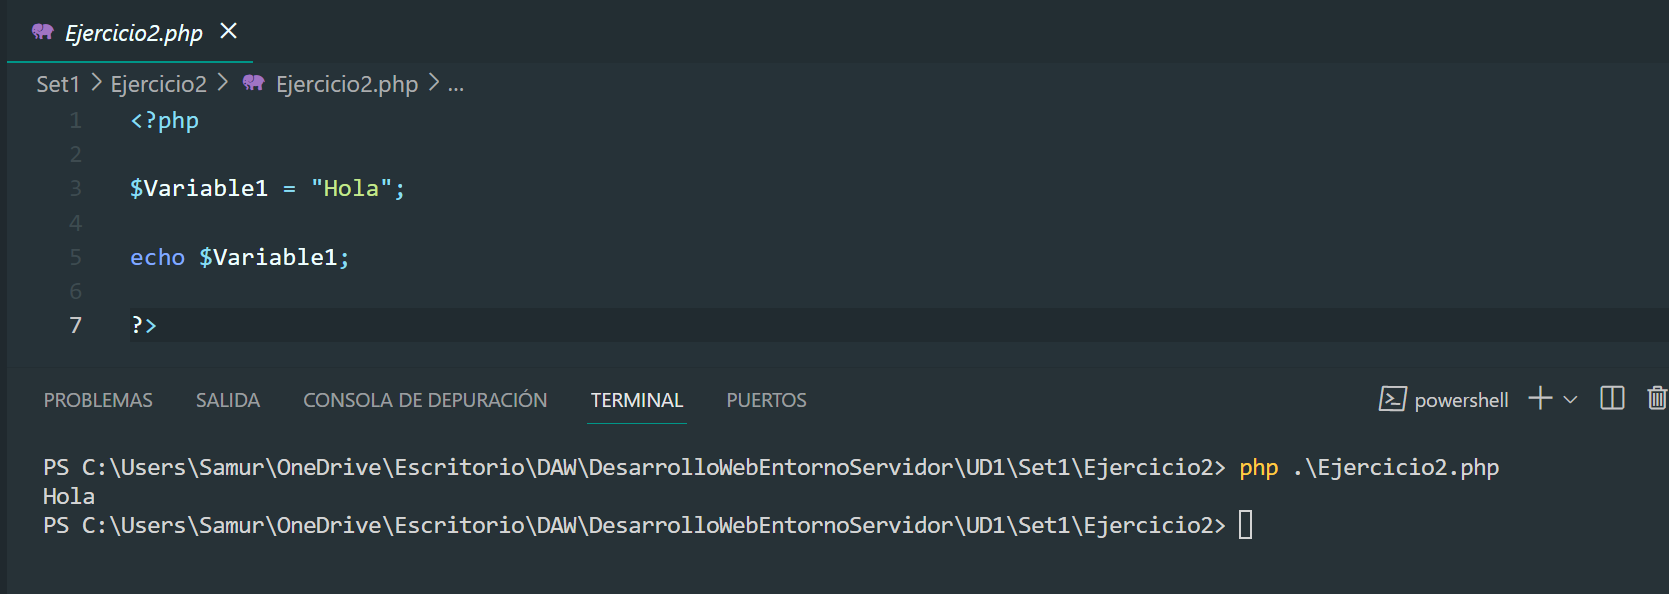 Ejercicio2.php
Set1 > Ejercicio2 > Ejercicio2.php > ...
1 <?php
2
3 $Variable1 = "Hola";
4
5 echo $Variable1;
6
7 ?>
PROBLEMAS SALIDA CONSOLA DE DEPURACIÓN TERMINAL PUERTOS powershell
PS C:\Users\Samur\OneDrive\Escritorio\DAW\DesarrolloWebEntornoServidor\UD1\Set1\Ejercicio2> php .\Ejercicio2.php
Hola
PS C:\Users\Samur\OneDrive\Escritorio\DAW\DesarrolloWebEntornoServidor\UD1\Set1\Ejercicio2>